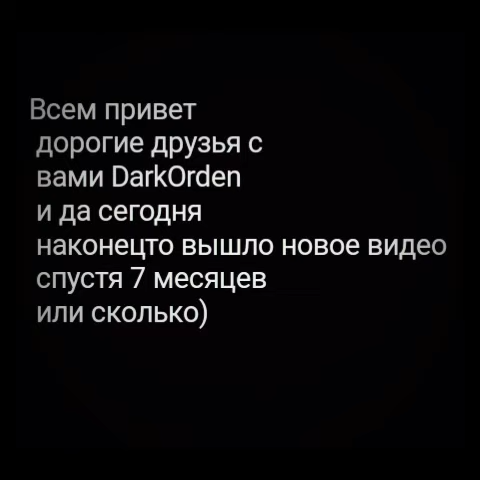 Всем привет
дорогие друзья с
вами DarkOrden
и да сегодня
наконецто вышло новое видео
спустя 7 месяцев
или сколько)